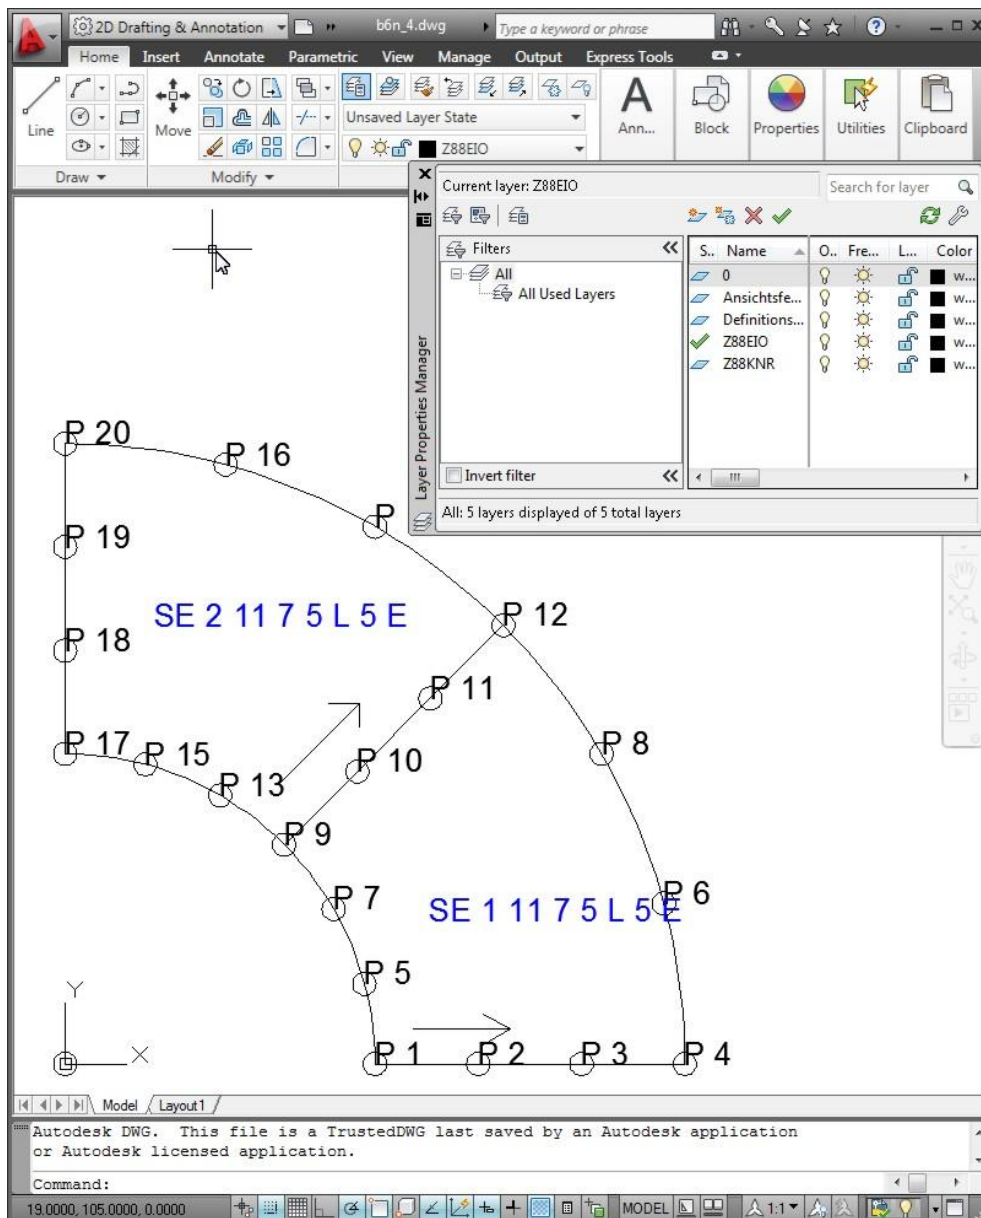 2D Drafting & Annotation
b6n_4.dwg
Type a keyword or phrase
Home Insert Annotate Parametric View Manage Output Express Tools
Line
Move
Unsaved Layer State
Z88EIO
Ann...
Block
Properties
Utilities
Clipboard
Draw
Modify
Current layer: Z88EIO
Search for layer
Filters
All
All Used Layers
S.. Name O.. Fre... L... Color
0 w...
Ansichtsfe... w...
Definitions... w...
Z88EIO w...
Z88KNR w...
Invert filter
Layer Properties Manager
All: 5 layers displayed of 5 total layers
P 20
P 16
P
P 19
SE 2 11 7 5 L 5 E
P 12
P 18
P 11
P 17
P 15
P 8
P 10
P 13
P 9
P 7
SE 1 11 7 5 L 5 E
P 6
P 5
Y
X
P 1
P 2
P 3
P 4
Model Layout1
Autodesk DWG. This file is a TrustedDWG last saved by an Autodesk application
or Autodesk licensed application.
Command:
19.0000, 105.0000, 0.0000
MODEL
1:1